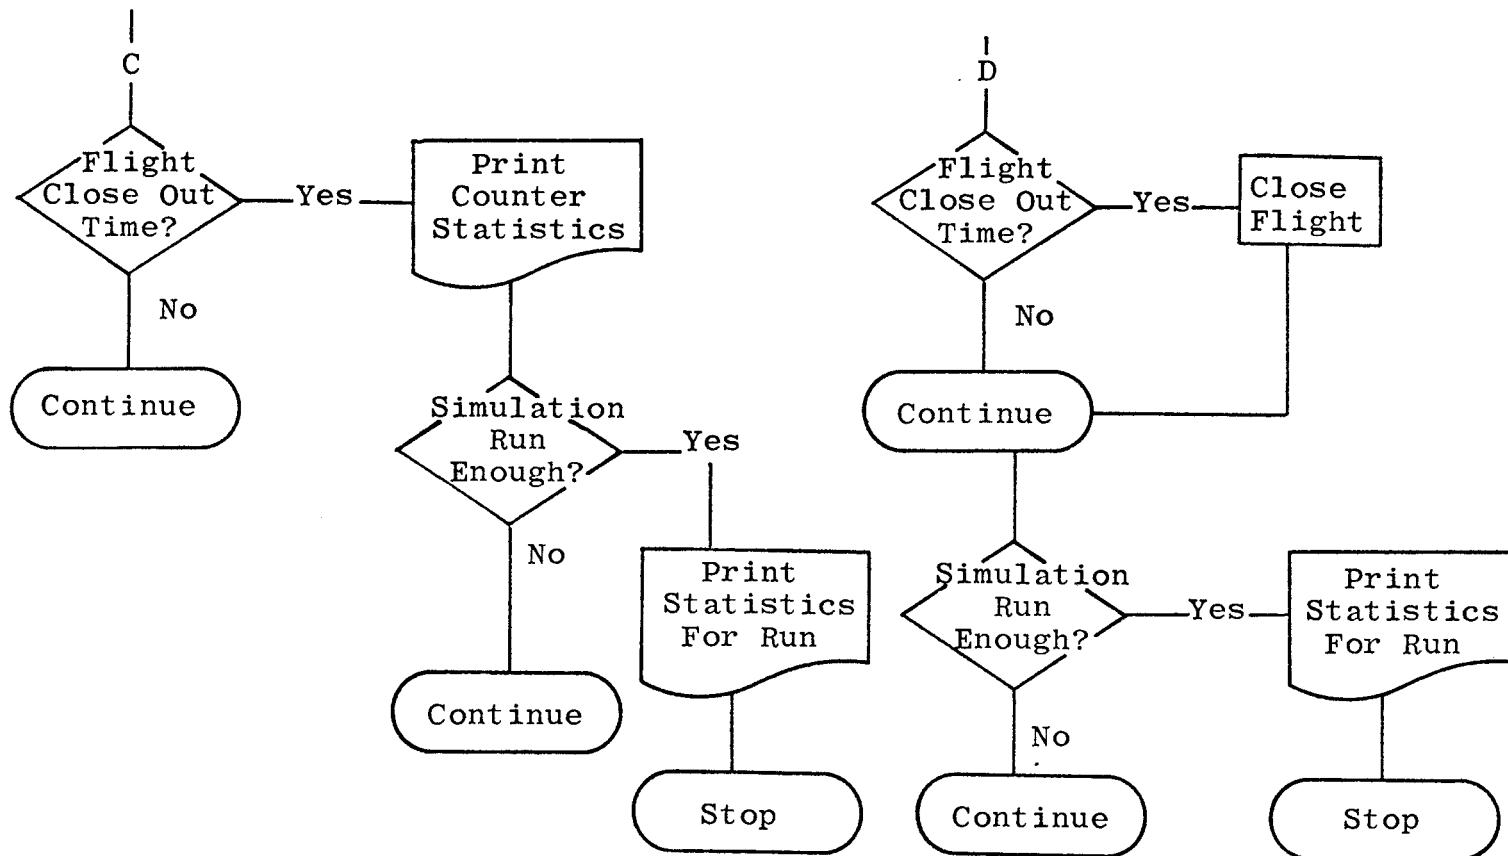 C
Flight
Close Out
Time?
Yes
Print
Counter
Statistics
No
Continue
Simulation
Run
Enough?
Yes
No
Continue
Print
Statistics
For Run
Stop
D
Flight
Close Out
Time?
Yes
Close
Flight
No
Continue
Simulation
Run
Enough?
Yes
Print
Statistics
For Run
No
Continue
Stop